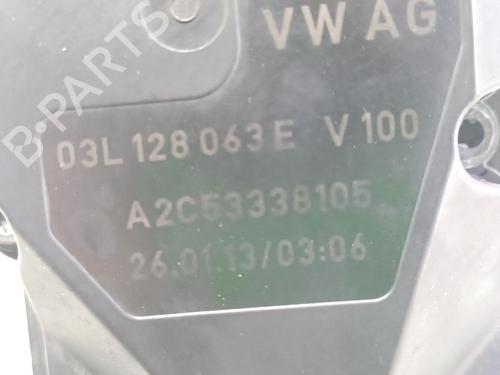 VW AG
B-PARTS
03L 128 063 E V 100
A2C53338105
26.01.13/03:06